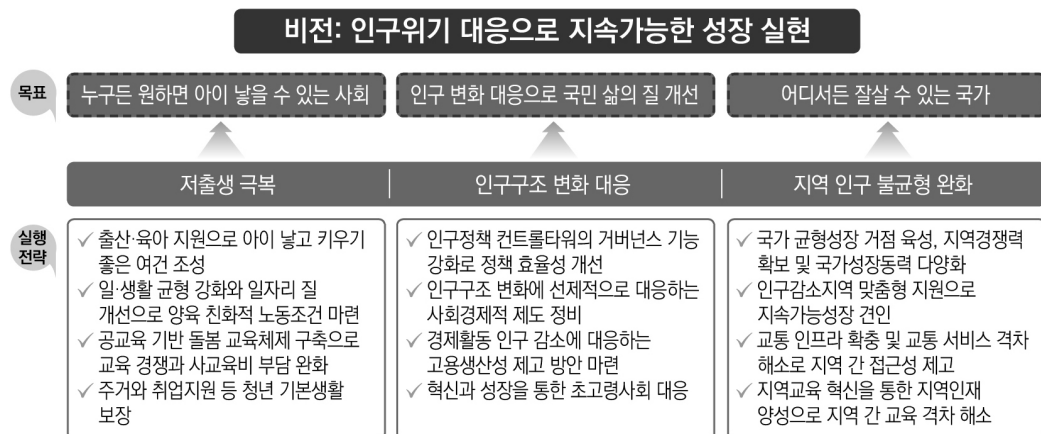 비전: 인구위기 대응으로 지속가능한 성장 실현
목표
누구든 원하면 아이 낳을 수 있는 사회
인구 변화 대응으로 국민 삶의 질 개선
어디서든 잘살 수 있는 국가
저출생 극복
인구구조 변화 대응
지역 인구 불균형 완화
실행
전략
✓ 출산·육아 지원으로 아이 낳고 키우기
좋은 여건 조성
✓ 일·생활 균형 강화와 일자리 질
개선으로 양육 친화적 노동조건 마련
✓ 공교육 기반 돌봄 교육체제 구축으로
교육 경쟁과 사교육비 부담 완화
✓ 주거와 취업지원 등 청년 기본생활
보장
✓ 인구정책 컨트롤타워의 거버넌스 기능
강화로 정책 효율성 개선
✓ 인구구조 변화에 선제적으로 대응하는
사회경제적 제도 정비
✓ 경제활동 인구 감소에 대응하는
고용생산성 제고 방안 마련
✓ 혁신과 성장을 통한 초고령사회 대응
✓ 국가 균형성장 거점 육성, 지역경쟁력
확보 및 국가성장동력 다양화
✓ 인구감소지역 맞춤형 지원으로
지속가능성장 견인
✓ 교통 인프라 확충 및 교통 서비스 격차
해소로 지역 간 접근성 제고
✓ 지역교육 혁신을 통한 지역인재
양성으로 지역 간 교육 격차 해소